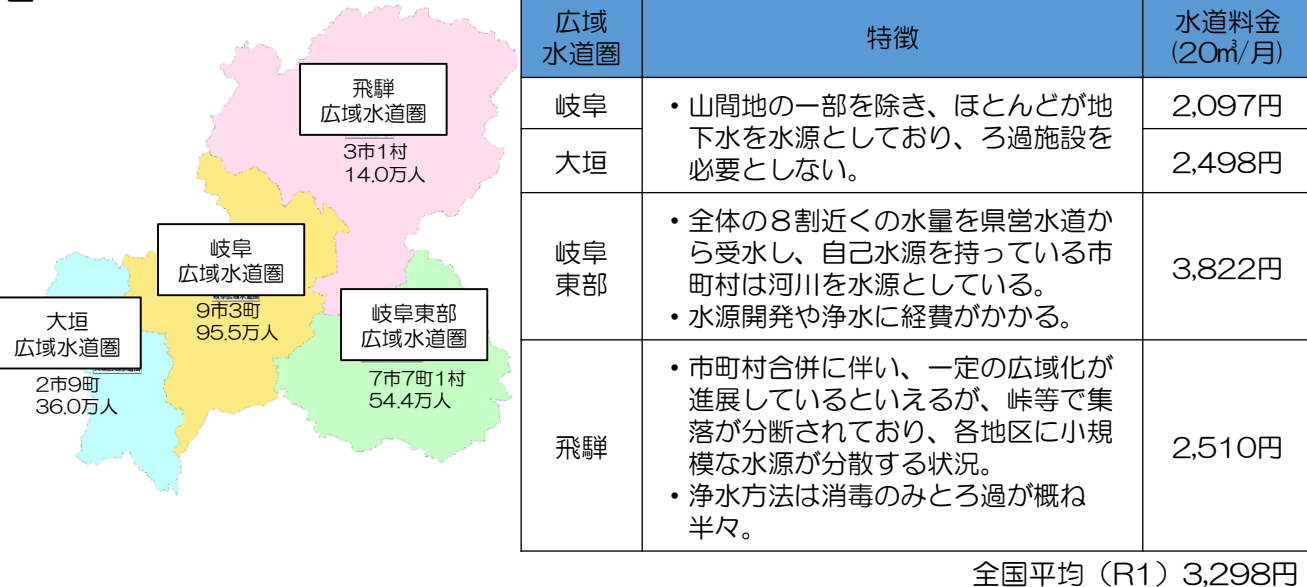 飛騨
広域水道圏
3市1村
14.0万人
岐阜
広域水道圏
9市3町
95.5万人
大垣
広域水道圏
2市9町
36.0万人
岐阜東部
広域水道圏
7市7町1村
54.4万人
広域
水道圏
特徴
水道料金
(20㎥/月)
岐阜
・山間地の一部を除き、ほとんどが地
下水を水源としており、ろ過施設を
必要としない。
2,097円
大垣
2,498円
岐阜
東部
・全体の８割近くの水量を県営水道か
ら受水し、自己水源を持っている市
町村は河川を水源としている。
・水源開発や浄水に経費がかかる。
3,822円
飛騨
・市町村合併に伴い、一定の広域化が
進展しているといえるが、峠等で集
落が分断されており、各地区に小規
模な水源が分散する状況。
・浄水方法は消毒のみとろ過が概ね
半々。
2,510円
全国平均（R1）3,298円